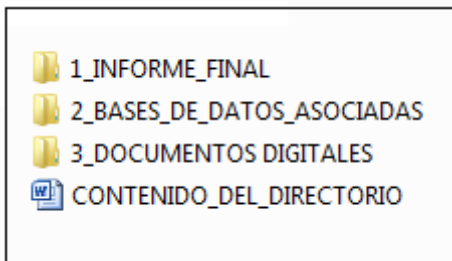 1_INFORME_FINAL
2_BASES_DE_DATOS_ASOCIADAS
3_DOCUMENTOS DIGITALES
CONTENIDO_DEL_DIRECTORIO